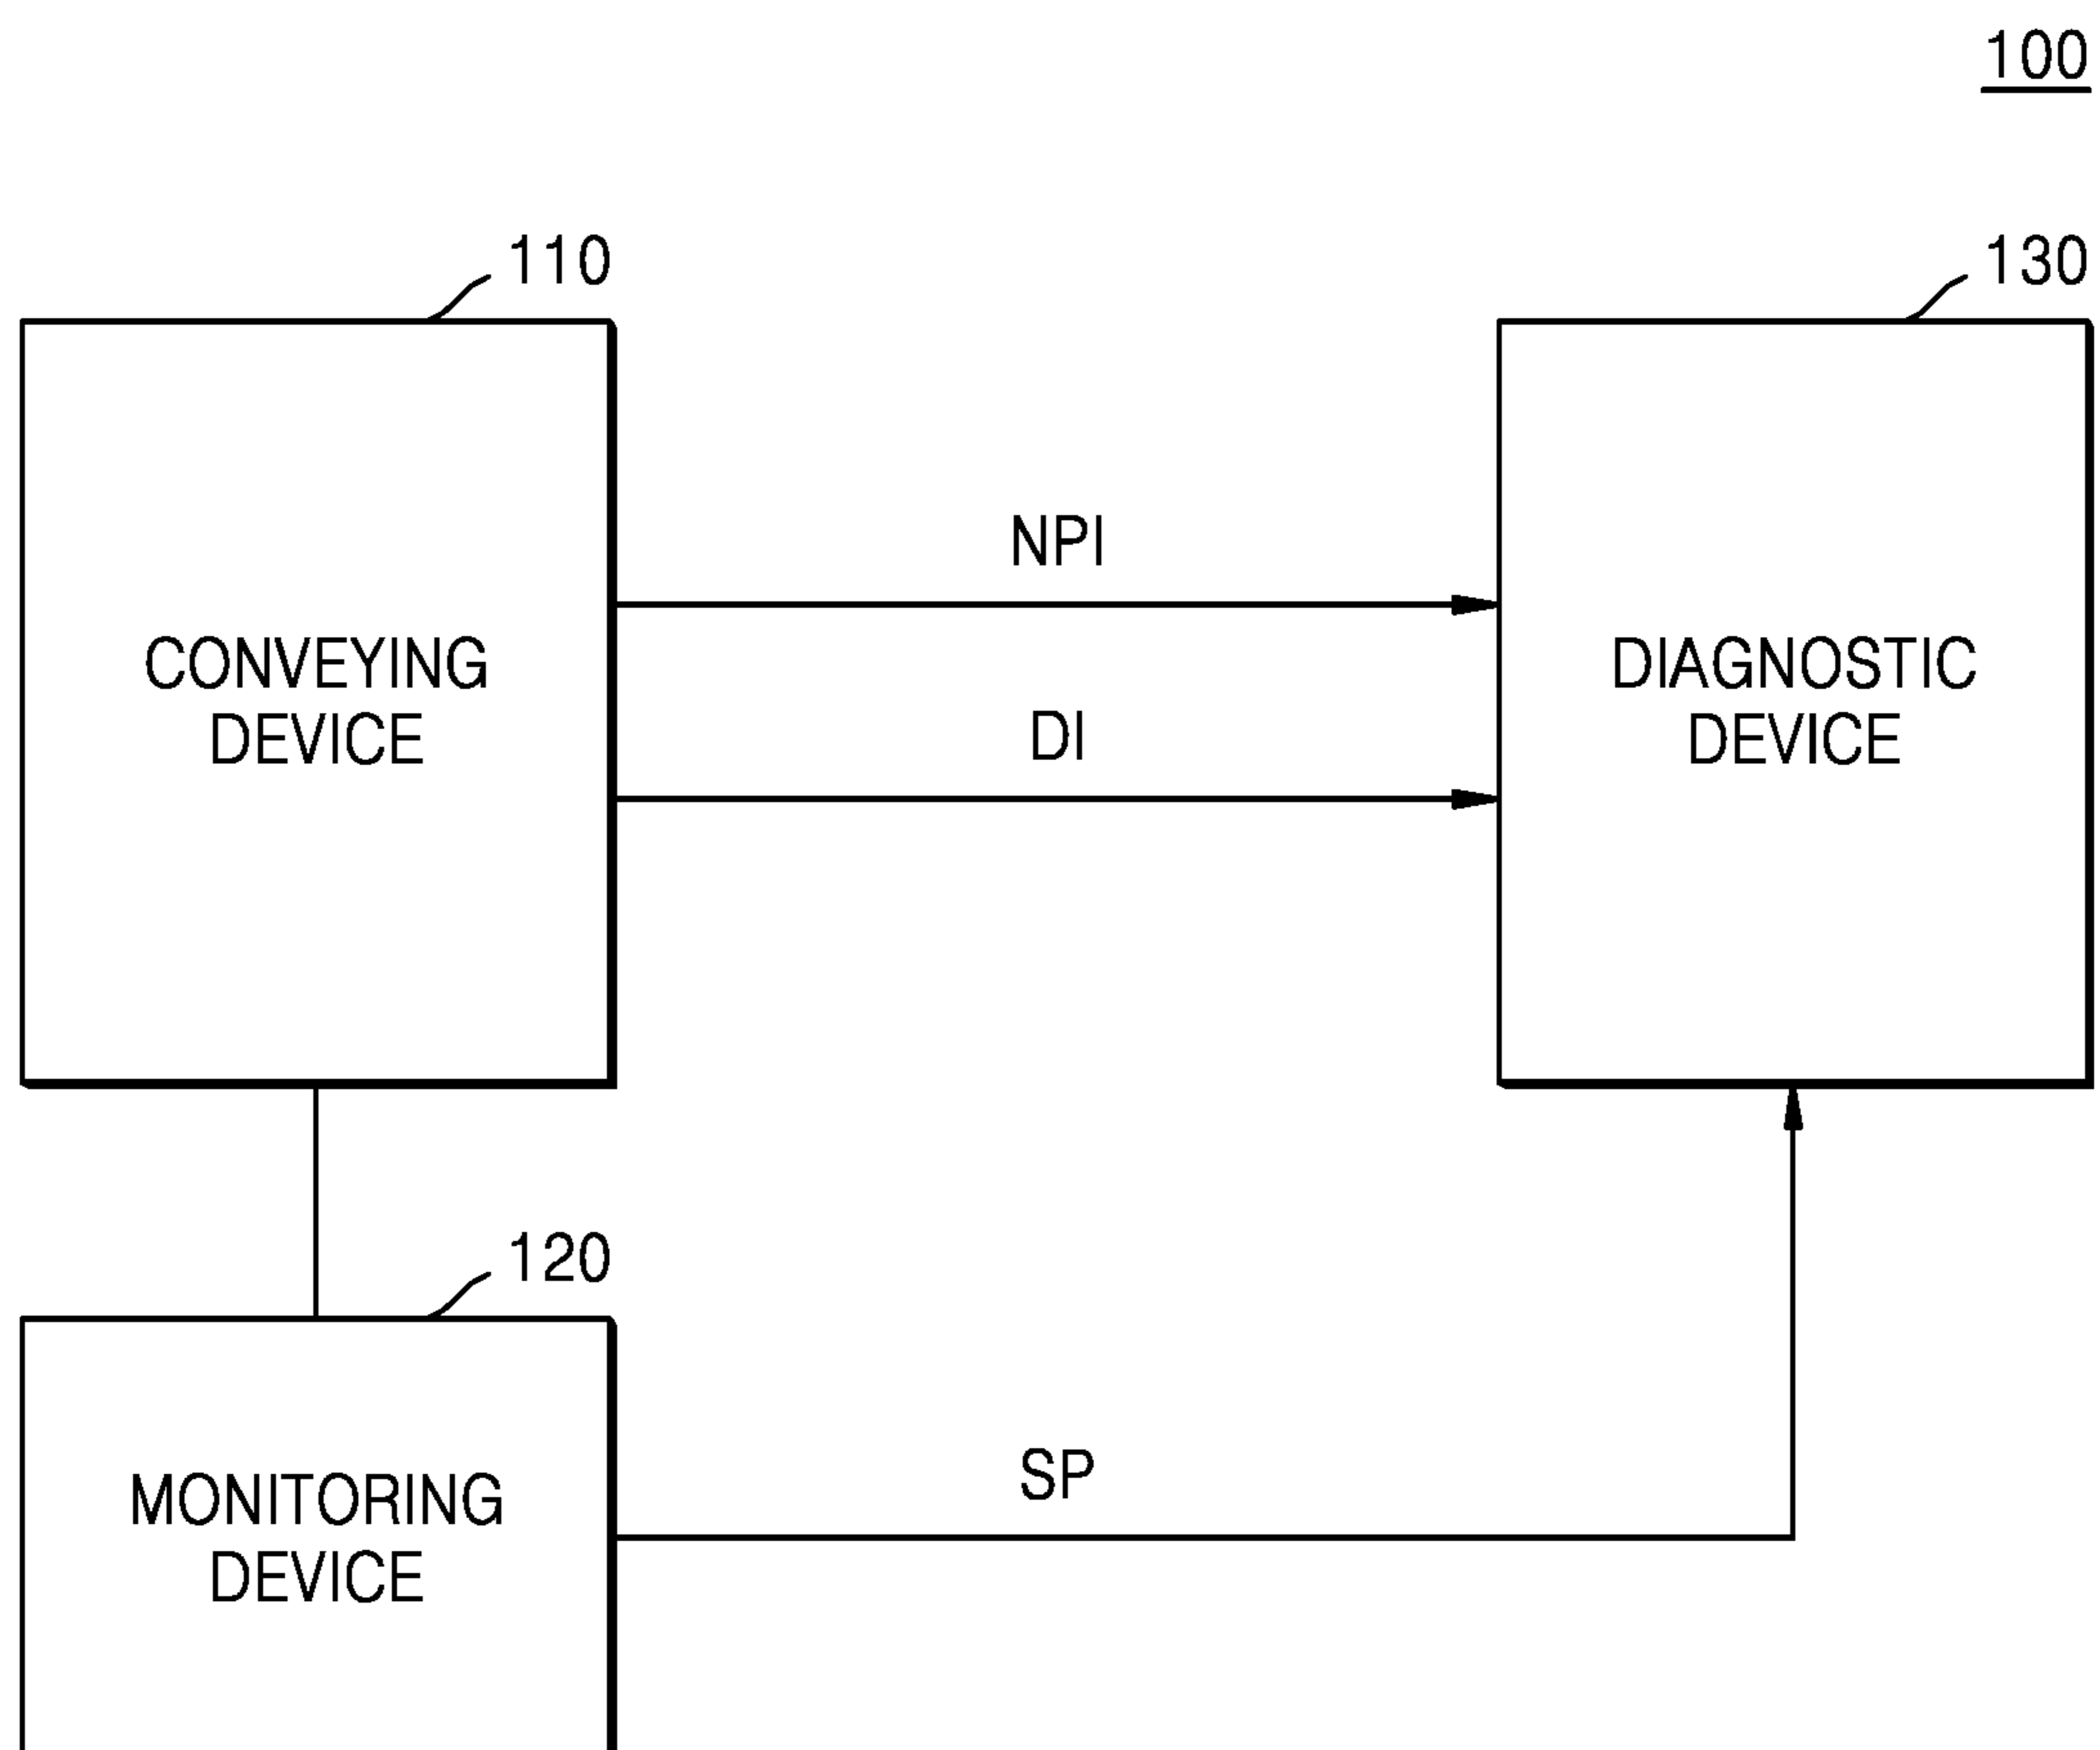 100
110
130
NPI
CONVEYING
DEVICE
DI
DIAGNOSTIC
DEVICE
120
MONITORING
DEVICE
SP